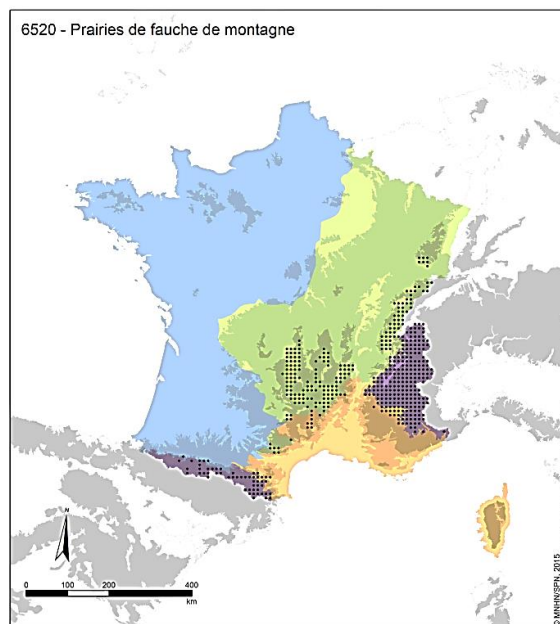 6520 - Prairies de fauche de montagne
N
0 100 200 400
km
© MNHN/SPN, 2015